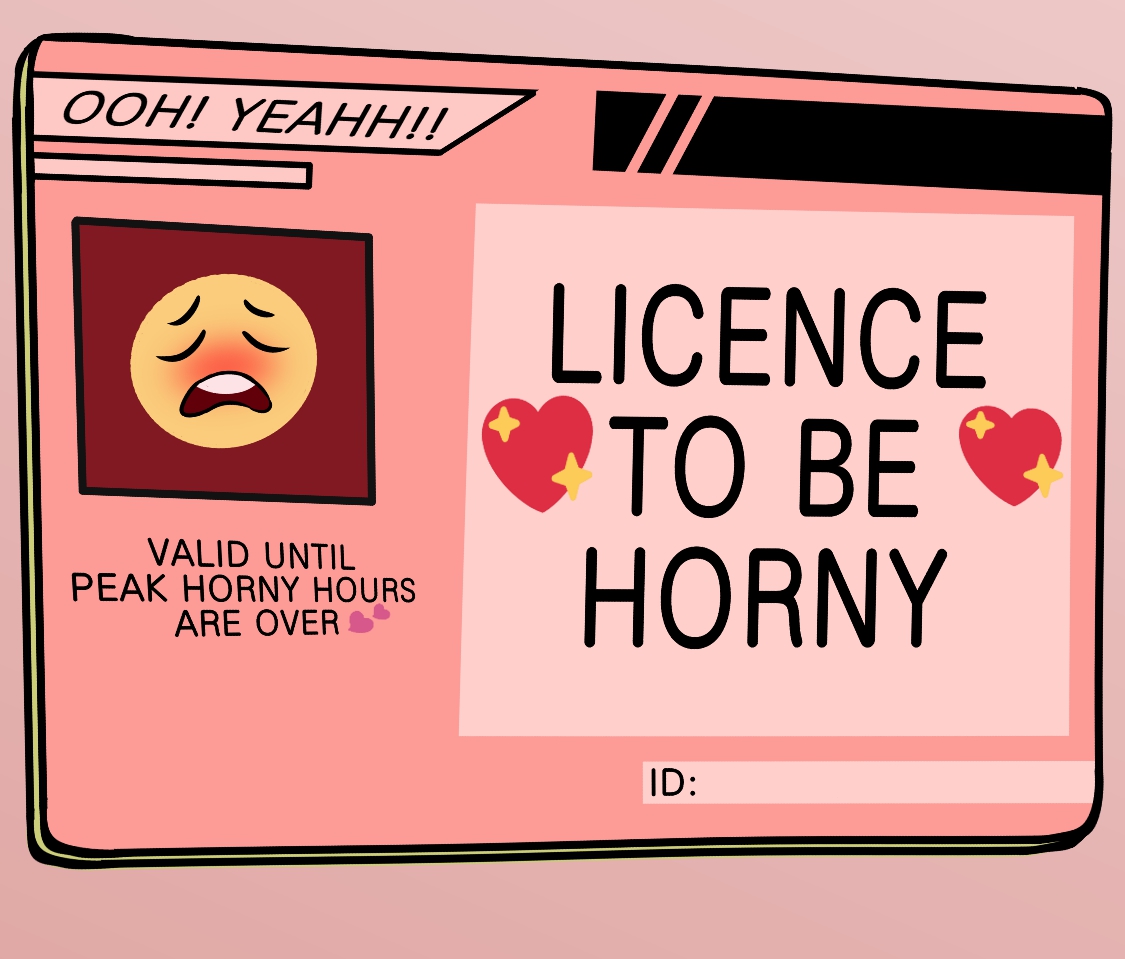 OOH! YEAHH!!
LICENCE
TO BE
HORNY
VALID UNTIL
PEAK HORNY HOURS
ARE OVER
ID: